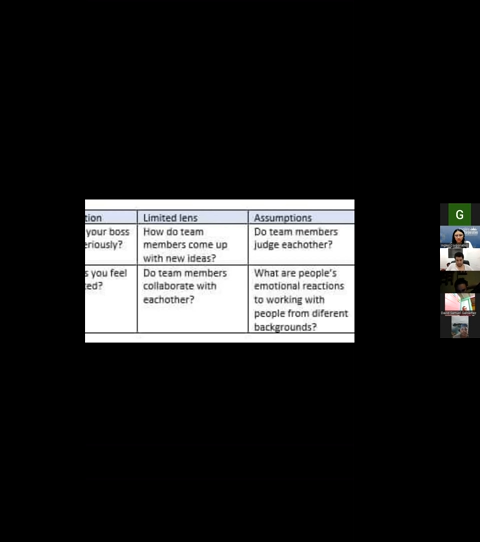 tion Limited lens Assumptions
your boss How do team Do team members
eriously? members come up judge eachother?
with new ideas?
s you feel Do team members What are people's
ted? collaborate with emotional reactions
eachother? to working with
people from diferent
backgrounds?
G